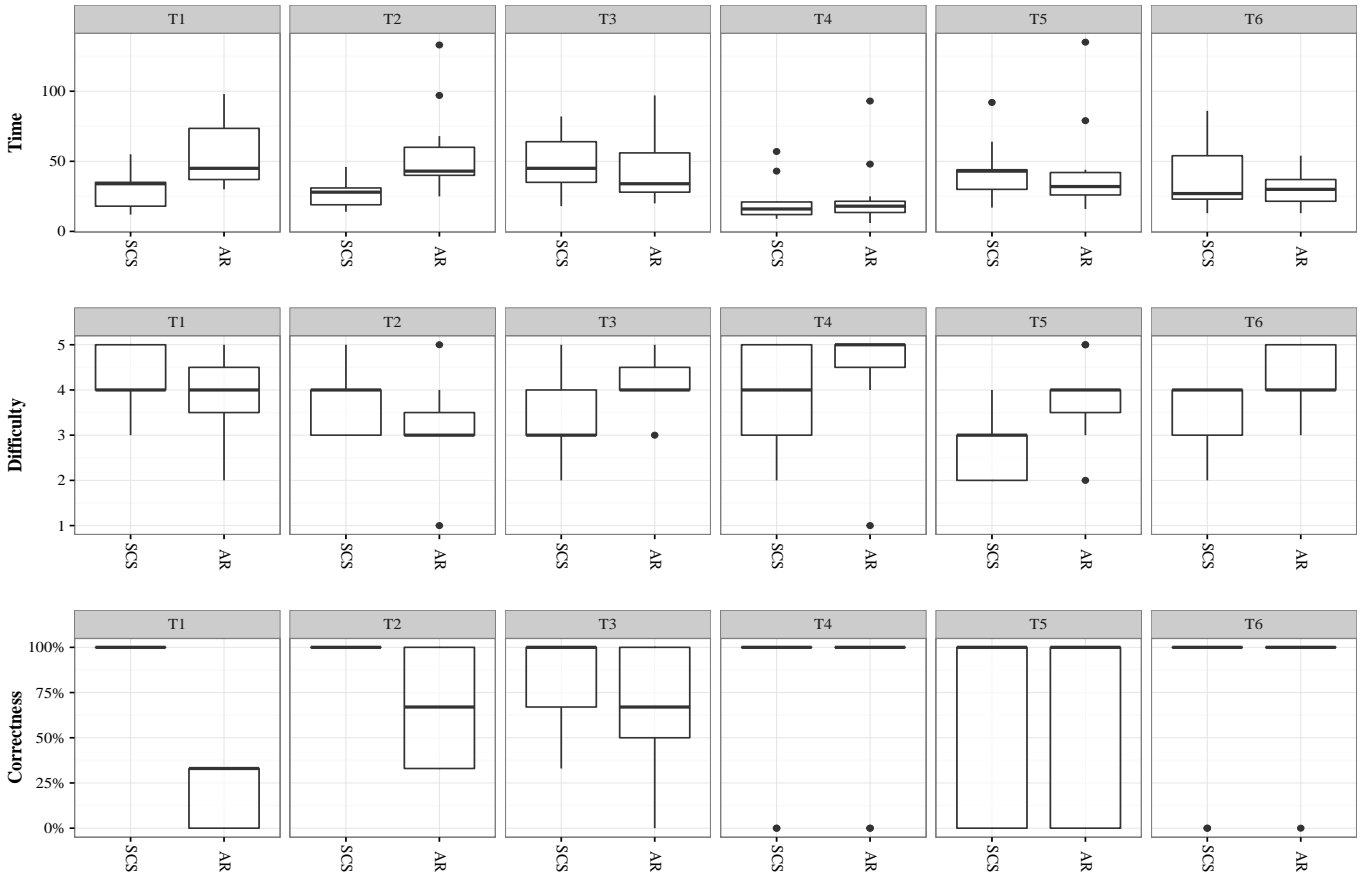 T1 T2 T3 T4 T5 T6
Time
100
50
0
SCS AR SCS AR SCS AR SCS AR SCS AR SCS AR
T1 T2 T3 T4 T5 T6
Difficulty
5
4
3
2
1
SCS AR SCS AR SCS AR SCS AR SCS AR SCS AR
T1 T2 T3 T4 T5 T6
Correctness
100%
75%
50%
25%
0%
SCS AR SCS AR SCS AR SCS AR SCS AR SCS AR